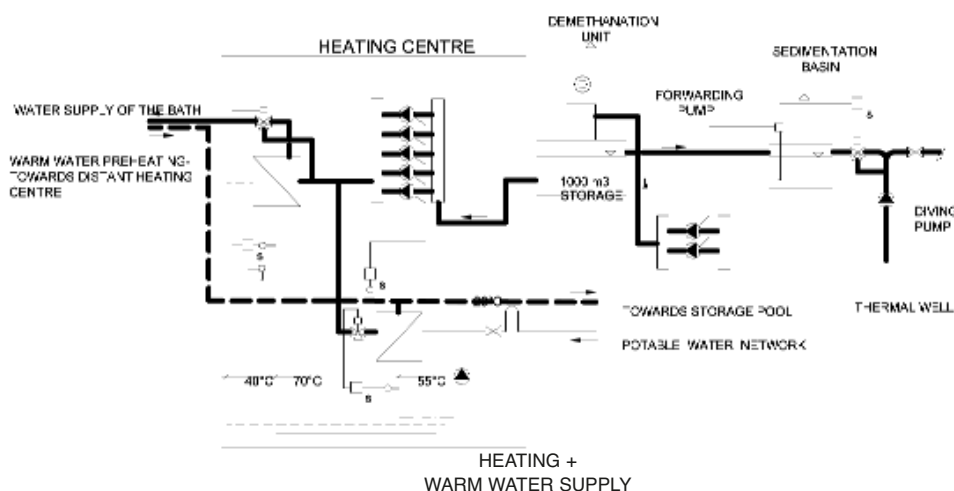 DEMETHANATION
UNIT
HEATING CENTRE
SEDIMENTATION
BASIN
FORWARDING
PUMP
WATER SUPPLY OF THE BATH
S
WARM WATER PREHEATING-
TOWARDS DISTANT HEATING
CENTRE
1000 m3
STORAGE
DIVING
PUMP
S
S
TOWARDS STORAGE POOL
THERMAL WELL
POTABLE WATER NETWORK
40°C
70°C
55°C
S
HEATING +
WARM WATER SUPPLY